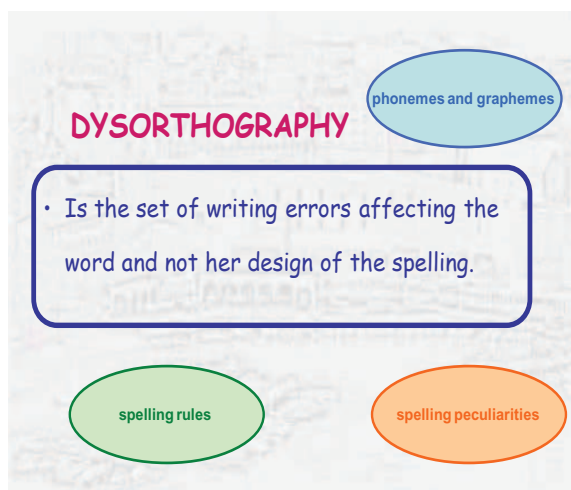 phonemes and graphemes
DYSORTHOGRAPHY
• Is the set of writing errors affecting the
word and not her design of the spelling.
spelling rules
spelling peculiarities